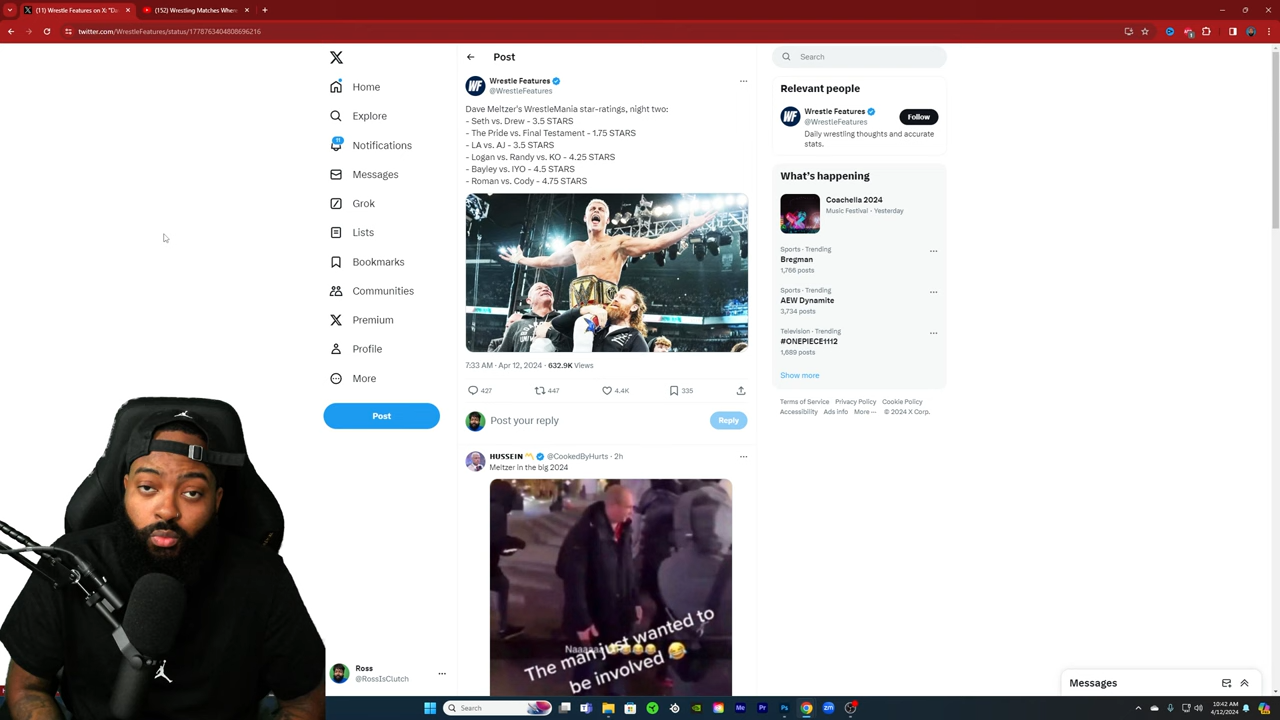 (11) Wrestle Features on X: "Da
(152) Wrestling Matches Where
twitter.com/WrestleFeatures/status/1778763404808696216
Home
Explore
11
Notifications
Messages
Grok
Lists
Bookmarks
Communities
Premium
Profile
More
Post
Ross
@RossIsClutch
Post
WF
Wrestle Features
@WrestleFeatures
Dave Meltzer's WrestleMania star-ratings, night two:
- Seth vs. Drew - 3.5 STARS
- The Pride vs. Final Testament - 1.75 STARS
- LA vs. AJ - 3.5 STARS
- Logan vs. Randy vs. KO - 4.25 STARS
- Bayley vs. IYO - 4.5 STARS
- Roman vs. Cody - 4.75 STARS
7:33 AM · Apr 12, 2024 · 632.9K Views
427
447
4.4K
335
Post your reply
Reply
HUSSEIN @CookedByHurts · 2h
Meltzer in the big 2024
The man just wanted to
be involved
Search
Relevant people
WF
Wrestle Features
@WrestleFeatures
Follow
Daily wrestling thoughts and accurate
stats.
What's happening
Coachella 2024
Music Festival · Yesterday
Sports · Trending
Bregman
1,766 posts
Sports · Trending
AEW Dynamite
3,734 posts
Television · Trending
#ONEPIECE1112
1,689 posts
Show more
Terms of Service Privacy Policy Cookie Policy
Accessibility Ads info More ··· © 2024 X Corp.
Messages
Search
10:42 AM
4/12/2024